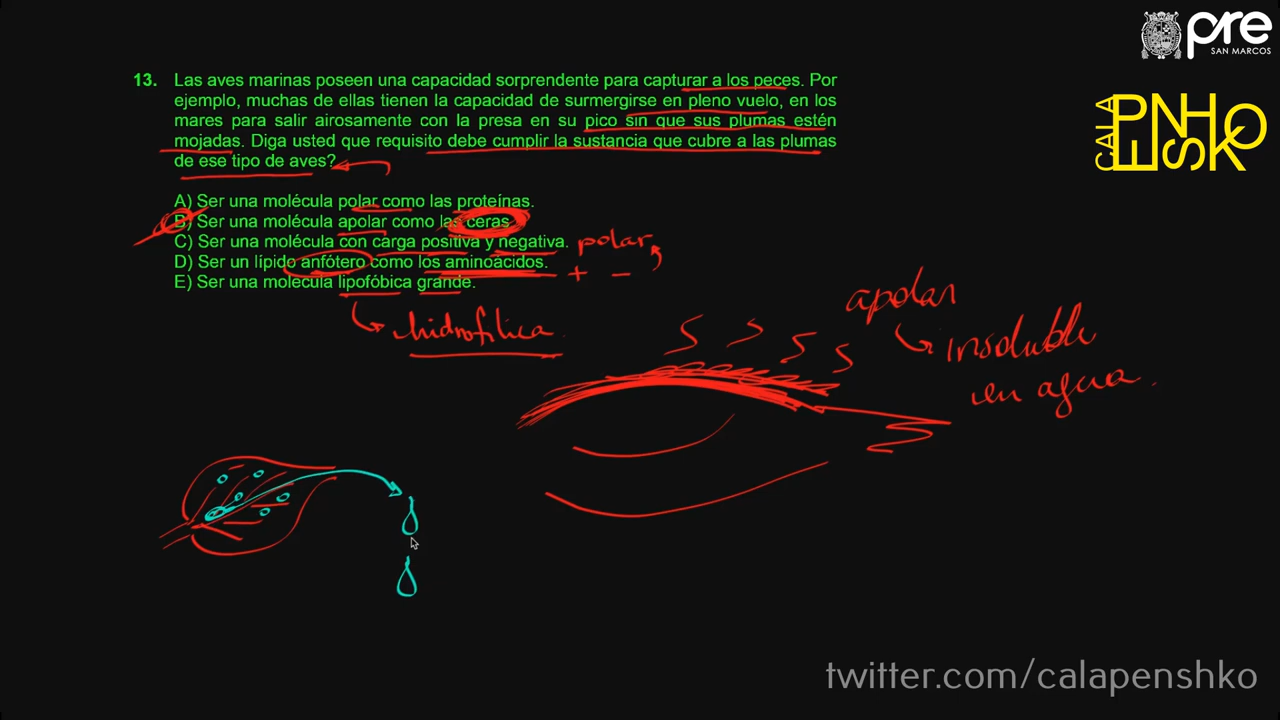 pre
SAN MARCOS
CALA
PENSHKO
13. Las aves marinas poseen una capacidad sorprendente para capturar a los peces. Por
ejemplo, muchas de ellas tienen la capacidad de surmergirse en pleno vuelo, en los
mares para salir airosamente con la presa en su pico sin que sus plumas estén
mojadas. Diga usted que requisito debe cumplir la sustancia que cubre a las plumas
de ese tipo de aves?
A) Ser una molécula polar como las proteínas.
B) Ser una molécula apolar como las ceras.
C) Ser una molécula con carga positiva y negativa. polar
D) Ser un lípido anfótero como los aminoácidos. + -
E) Ser una molecula lipofóbica grande.
hidrofilica
apolar
insoluble
en agua.
twitter.com/calapenshko